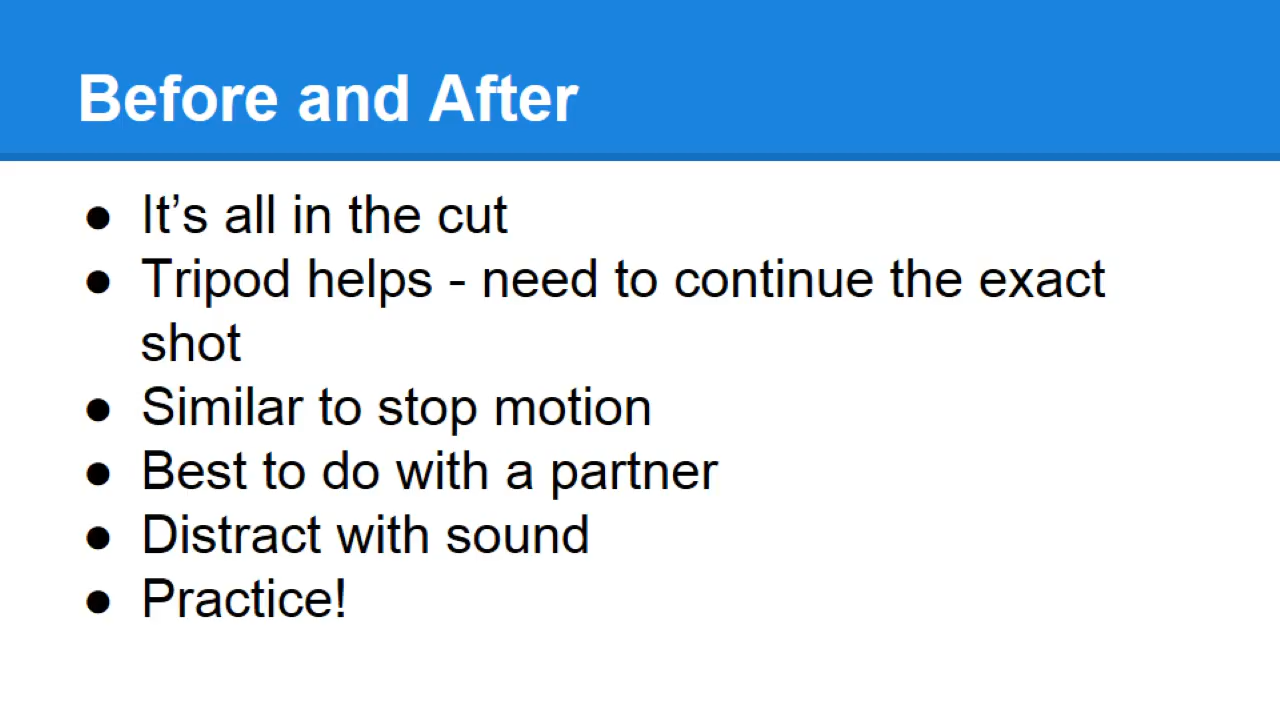 Before and After
● It’s all in the cut
● Tripod helps - need to continue the exact
shot
● Similar to stop motion
● Best to do with a partner
● Distract with sound
● Practice!